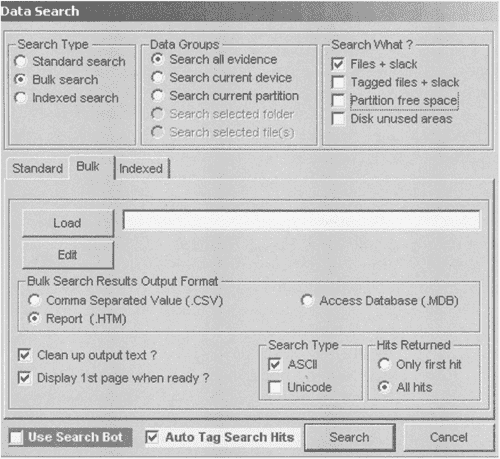 Data Search
Search Type
Standard search
Bulk search
Indexed search
Data Groups
Search all evidence
Search current device
Search current partition
Search selected folder
Search selected file(s)
Search What ?
Files + slack
Tagged files + slack
Partition free space
Disk unused areas
Standard
Bulk
Indexed
Load
Edit
Bulk Search Results Output Format
Comma Separated Value (.CSV)
Access Database (.MDB)
Report (.HTM)
Clean up output text ?
Display 1st page when ready ?
Search Type
ASCII
Unicode
Hits Returned
Only first hit
All hits
Use Search Bot
Auto Tag Search Hits
Search
Cancel